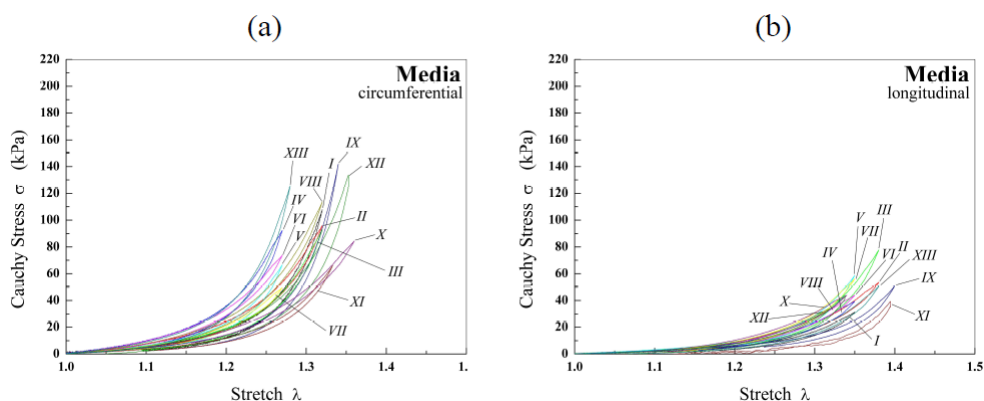 (a)
(b)
220
200
180
160
140
120
100
80
60
40
20
0
Cauchy Stress σ (kPa)
Media
circumferential
IX
I
XII
XIII
VIII
IV
VI
II
V
X
III
XI
VII
1.0
1.1
1.2
1.3
1.4
1.
Stretch λ
220
200
180
160
140
120
100
80
60
40
20
0
Cauchy Stress σ (kPa)
Media
longitudinal
V
III
VII
IV
VI
II
XIII
VIII
IX
X
XII
XI
I
1.0
1.1
1.2
1.3
1.4
1.5
Stretch λ